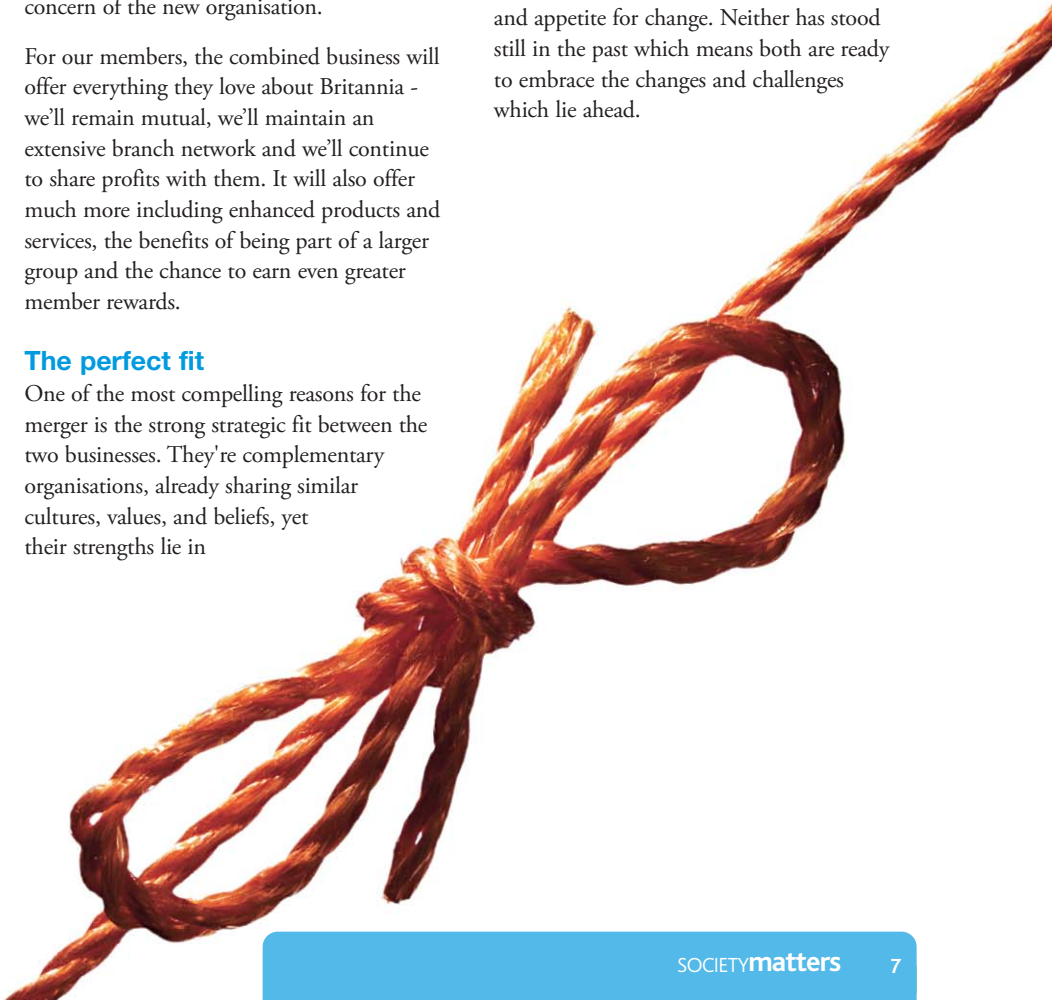 concern of the new organisation.
For our members, the combined business will
offer everything they love about Britannia -
we'll remain mutual, we'll maintain an
extensive branch network and we'll continue
to share profits with them. It will also offer
much more including enhanced products and
services, the benefits of being part of a larger
group and the chance to earn even greater
member rewards.
The perfect fit
One of the most compelling reasons for the
merger is the strong strategic fit between the
two businesses. They're complementary
organisations, already sharing similar
cultures, values, and beliefs, yet
their strengths lie in
and appetite for change. Neither has stood
still in the past which means both are ready
to embrace the changes and challenges
which lie ahead.
SOCIETYmatters 7